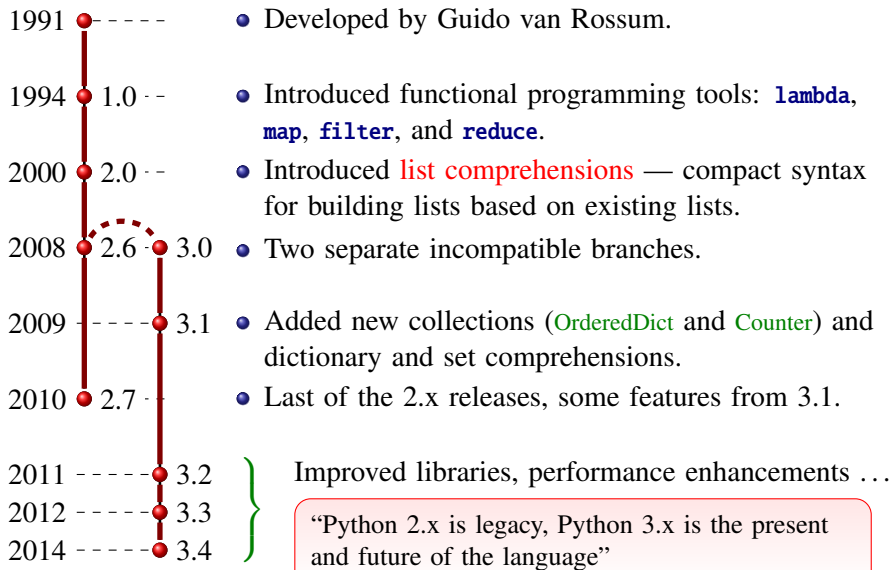 1991 Developed by Guido van Rossum.
1994 1.0 Introduced functional programming tools: lambda,
map, filter, and reduce.
2000 2.0 Introduced list comprehensions — compact syntax
for building lists based on existing lists.
2008 2.6 3.0 Two separate incompatible branches.
2009 3.1 Added new collections (OrderedDict and Counter) and
dictionary and set comprehensions.
2010 2.7 Last of the 2.x releases, some features from 3.1.
2011 3.2 Improved libraries, performance enhancements ...
2012 3.3
“Python 2.x is legacy, Python 3.x is the present
2014 3.4 and future of the language”